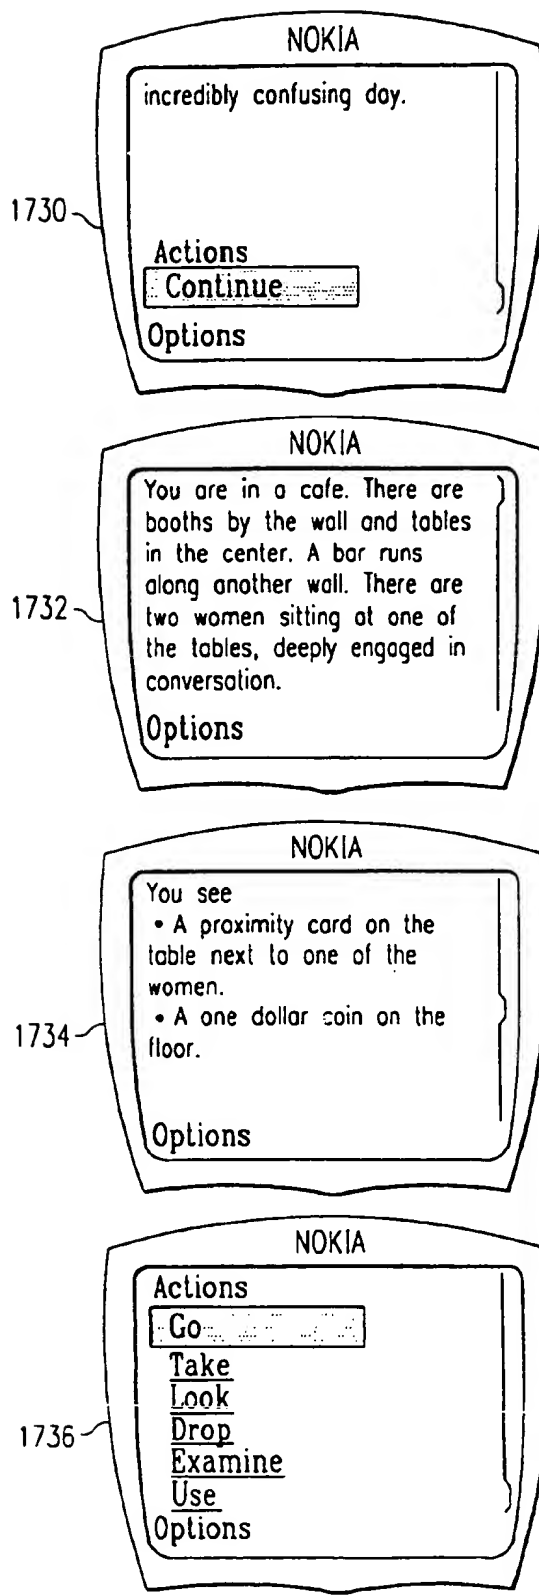 NOKIA
incredibly confusing day.
1730
Actions
Continue
Options
NOKIA
You are in a cafe. There are
booths by the wall and tables
in the center. A bar runs
along another wall. There are
1732
two women sitting at one of
the tables, deeply engaged in
conversation.
Options
NOKIA
You see
• A proximity card on the
table next to one of the
women.
• A one dollar coin on the
1734
floor.
Options
NOKIA
Actions
Go
Take
Look
Drop
1736
Examine
Use
Options